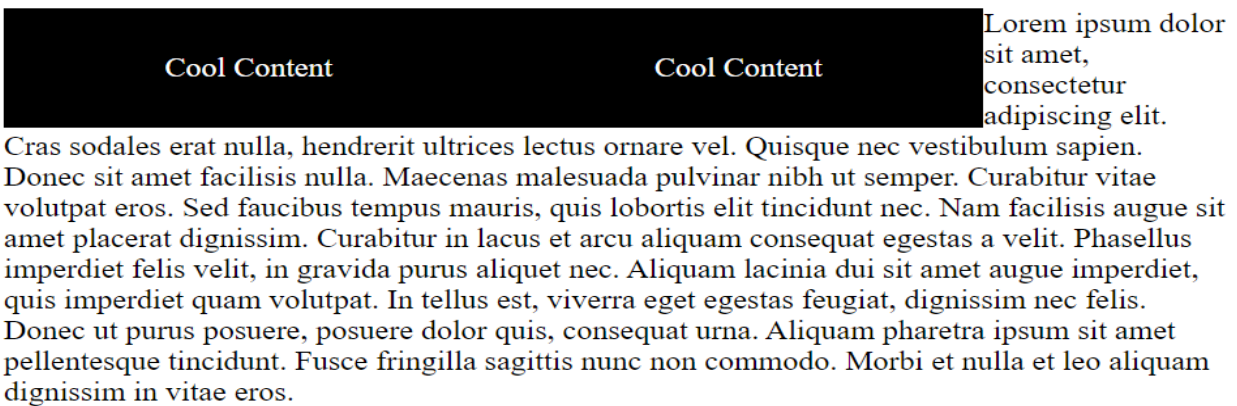 Cool Content
Cool Content
Lorem ipsum dolor
sit amet,
consectetur
adipiscing elit.
Cras sodales erat nulla, hendrerit ultrices lectus ornare vel. Quisque nec vestibulum sapien.
Donec sit amet facilisis nulla. Maecenas malesuada pulvinar nibh ut semper. Curabitur vitae
volutpat eros. Sed faucibus tempus mauris, quis lobortis elit tincidunt nec. Nam facilisis augue sit
amet placerat dignissim. Curabitur in lacus et arcu aliquam consequat egestas a velit. Phasellus
imperdiet felis velit, in gravida purus aliquet nec. Aliquam lacinia dui sit amet augue imperdiet,
quis imperdiet quam volutpat. In tellus est, viverra eget egestas feugiat, dignissim nec felis.
Donec ut purus posuere, posuere dolor quis, consequat urna. Aliquam pharetra ipsum sit amet
pellentesque tincidunt. Fusce fringilla sagittis nunc non commodo. Morbi et nulla et leo aliquam
dignissim in vitae eros.